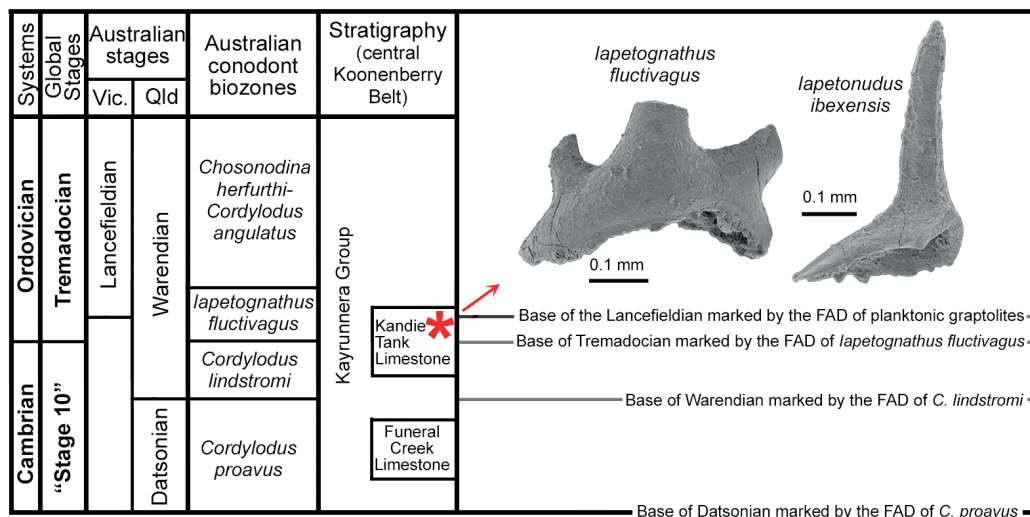 Systems
Global
Stages
Australian
stages
Vic.
Qld
Australian
conodont
biozones
Stratigraphy
(central
Koonenberry
Belt)
Ordovician
Cambrian
Tremadocian
“Stage 10”
Lancefieldian
Warendian
Datsonian
Chosonodina
herfurthi-
Cordylodus
angulatus
Iapetognathus
fluctivagus
Cordylodus
lindstromi
Cordylodus
proavus
Kayrunnera Group
Kandie
Tank
Limestone
*
Funeral
Creek
Limestone
Iapetognathus
fluctivagus
0.1 mm
Iapetonudus
ibexensis
0.1 mm
Base of the Lancefieldian marked by the FAD of planktonic graptolites
Base of Tremadocian marked by the FAD of Iapetognathus fluctivagus
Base of Warendian marked by the FAD of C. lindstromi
Base of Datsonian marked by the FAD of C. proavus